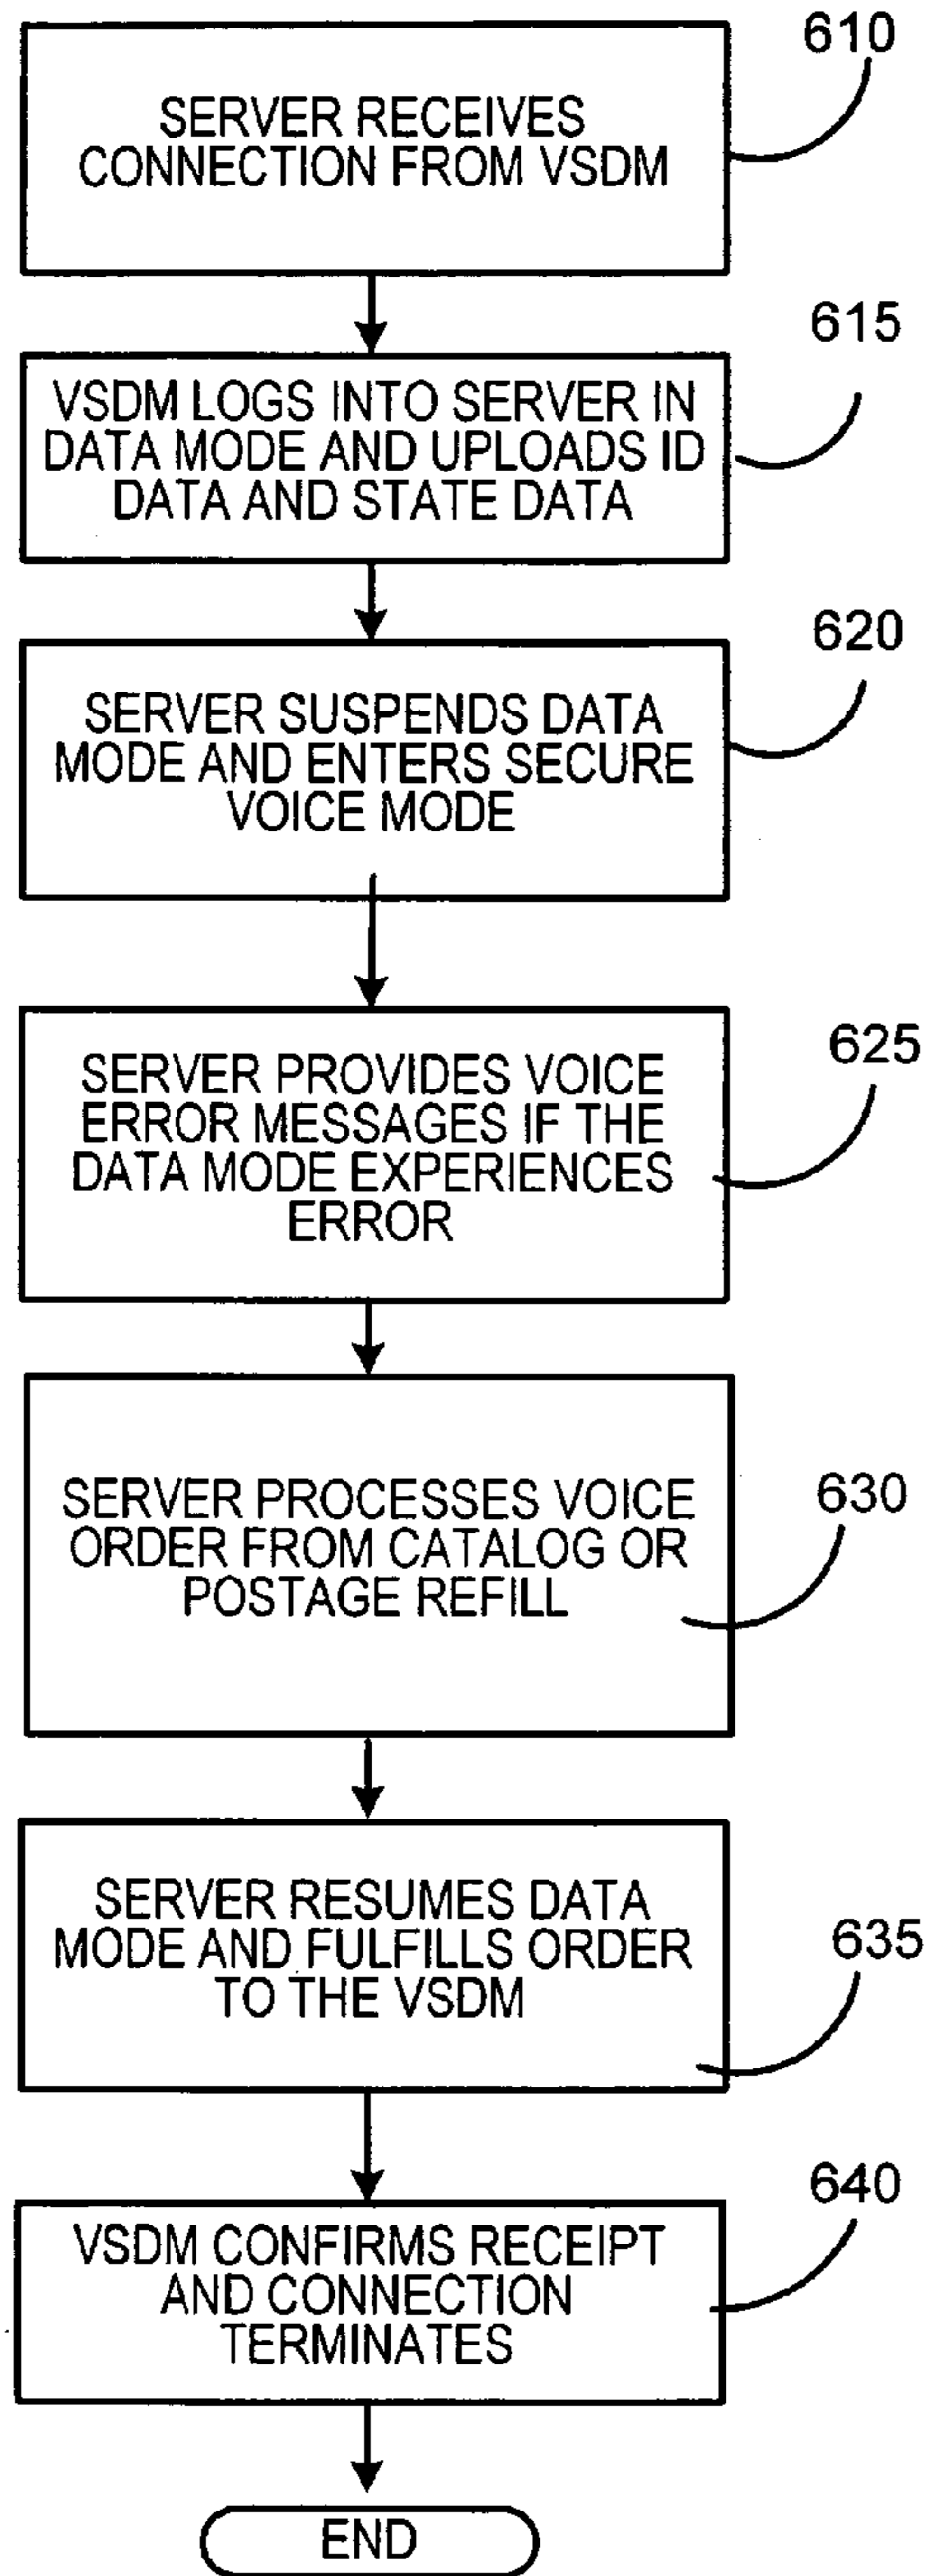 610
SERVER RECEIVES
CONNECTION FROM VSDM
615
VSDM LOGS INTO SERVER IN
DATA MODE AND UPLOADS ID
DATA AND STATE DATA
620
SERVER SUSPENDS DATA
MODE AND ENTERS SECURE
VOICE MODE
625
SERVER PROVIDES VOICE
ERROR MESSAGES IF THE
DATA MODE EXPERIENCES
ERROR
630
SERVER PROCESSES VOICE
ORDER FROM CATALOG OR
POSTAGE REFILL
635
SERVER RESUMES DATA
MODE AND FULFILLS ORDER
TO THE VSDM
640
VSDM CONFIRMS RECEIPT
AND CONNECTION
TERMINATES
END